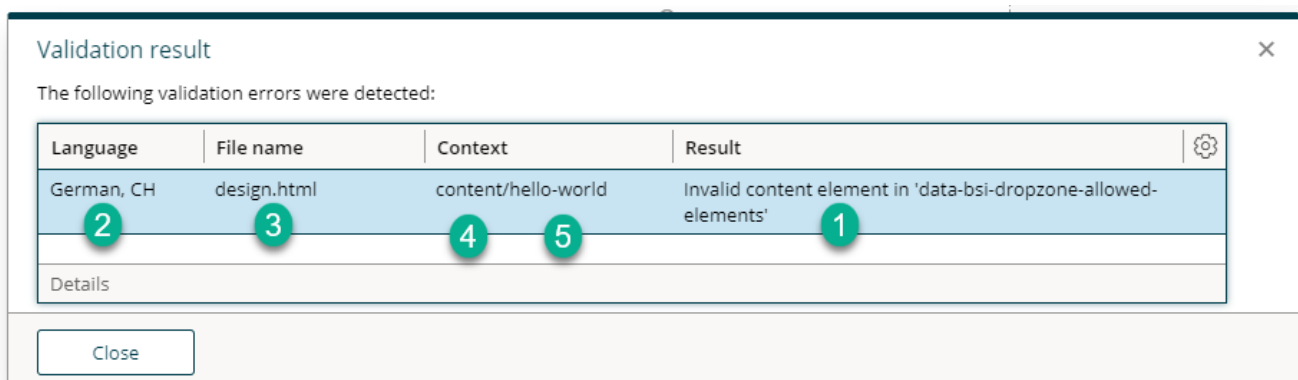 Validation result
The following validation errors were detected:
Language File name Context Result
German, CH design.html content/hello-world Invalid content element in 'data-bsi-dropzone-allowed-
elements'
2 3 4 5 1
Details
Close